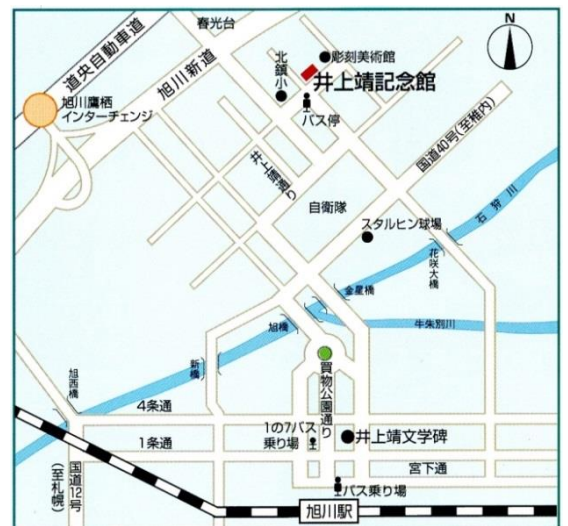 春光台
N
道央自動車道
旭川新道
北鎮小
彫刻美術館
井上靖記念館
バス停
旭川鷹栖
インターチェンジ
国道40号(至稚内)
井上靖通り
自衛隊
スタルヒン球場
石狩川
花咲大橋
金星橋
旭橋
牛朱別川
新橋
旭西橋
買物公園通り
4条通
1の7バス
乗り場
井上靖文学碑
1条通
宮下通
国道12号
(至札幌)
バス乗り場
旭川駅